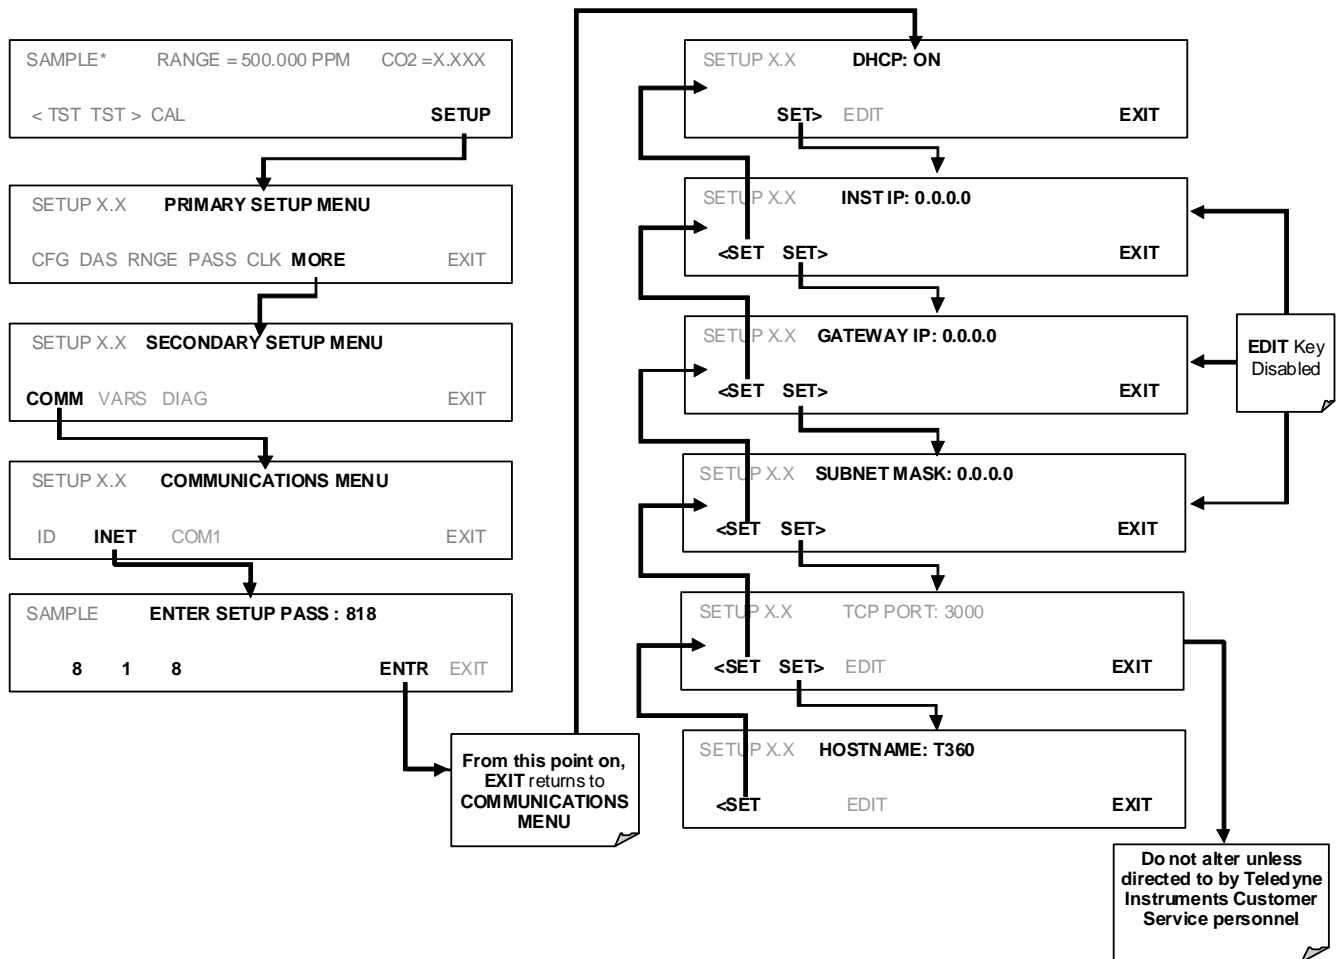 SAMPLE* RANGE = 500.000 PPM CO2 =X.XXX
< TST TST > CAL SETUP
SETUP X.X PRIMARY SETUP MENU
CFG DAS RNGE PASS CLK MORE EXIT
SETUP X.X SECONDARY SETUP MENU
COMM VARS DIAG EXIT
SETUP X.X COMMUNICATIONS MENU
ID INET COM1 EXIT
SAMPLE ENTER SETUP PASS : 818
8 1 8 ENTR EXIT
From this point on,
EXIT returns to
COMMUNICATIONS
MENU
SETUP X.X DHCP: ON
SET> EDIT EXIT
SETUP X.X INST IP: 0.0.0.0
<SET SET> EXIT
SETUP X.X GATEWAY IP: 0.0.0.0
<SET SET> EXIT
EDIT Key
Disabled
SETUP X.X SUBNET MASK: 0.0.0.0
<SET SET> EXIT
SETUP X.X TCP PORT: 3000
<SET SET> EDIT EXIT
SETUP X.X HOSTNAME: T360
<SET EDIT EXIT
Do not alter unless
directed to by Teledyne
Instruments Customer
Service personnel